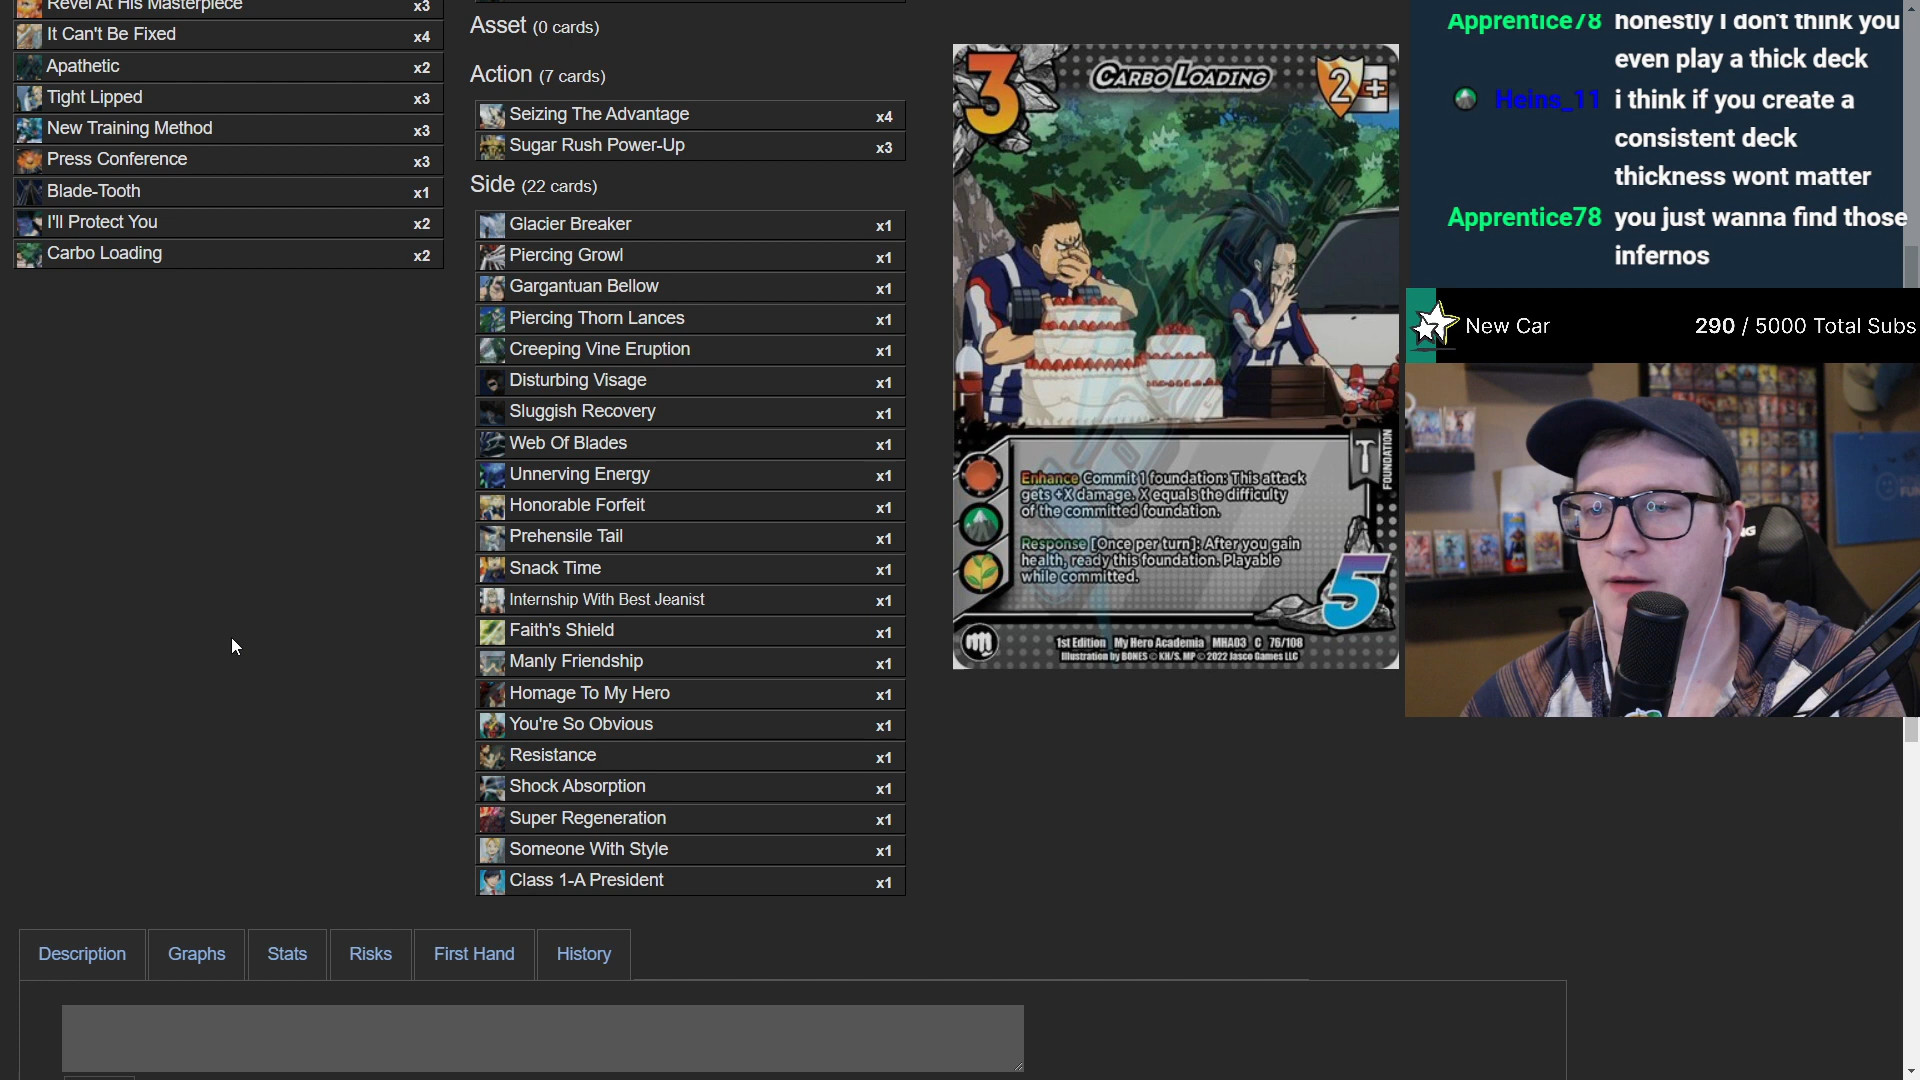 Revel At His Masterpiece x3
It Can't Be Fixed x4
Apathetic x2
Tight Lipped x3
New Training Method x3
Press Conference x3
Blade-Tooth x1
I'll Protect You x2
Carbo Loading x2
Asset (0 cards)
Action (7 cards)
Seizing The Advantage x4
Sugar Rush Power-Up x3
Side (22 cards)
Glacier Breaker x1
Piercing Growl x1
Gargantuan Bellow x1
Piercing Thorn Lances x1
Creeping Vine Eruption x1
Disturbing Visage x1
Sluggish Recovery x1
Web Of Blades x1
Unnerving Energy x1
Honorable Forfeit x1
Prehensile Tail x1
Snack Time x1
Internship With Best Jeanist x1
Faith's Shield x1
Manly Friendship x1
Homage To My Hero x1
You're So Obvious x1
Resistance x1
Shock Absorption x1
Super Regeneration x1
Someone With Style x1
Class 1-A President x1
3 Carbo Loading 2+
FOUNDATION
Enhance Commit 1 foundation: This attack
gets +X damage. X equals the difficulty
of the committed foundation.
Response [Once per turn]: After you gain
health, ready this foundation. Playable
while committed.
5
1st Edition My Hero Academia MHA03 C 76/108
Illustration by BONES © KH/S, MP © 2022 Jasco Games LLC
Apprentice78 honestly I don't think you
even play a thick deck
Heins_11 i think if you create a
consistent deck
thickness wont matter
Apprentice78 you just wanna find those
infernos
New Car 290 / 5000 Total Subs
Description Graphs Stats Risks First Hand History